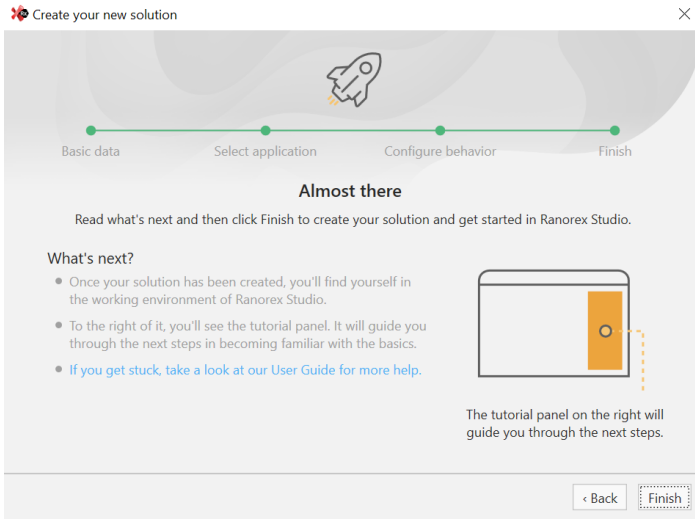 Create your new solution
Basic data
Select application
Configure behavior
Finish
Almost there
Read what's next and then click Finish to create your solution and get started in Ranorex Studio.
What's next?
Once your solution has been created, you'll find yourself in
the working environment of Ranorex Studio.
To the right of it, you'll see the tutorial panel. It will guide you
through the next steps in becoming familiar with the basics.
If you get stuck, take a look at our User Guide for more help.
The tutorial panel on the right will
guide you through the next steps.
‹ Back
Finish